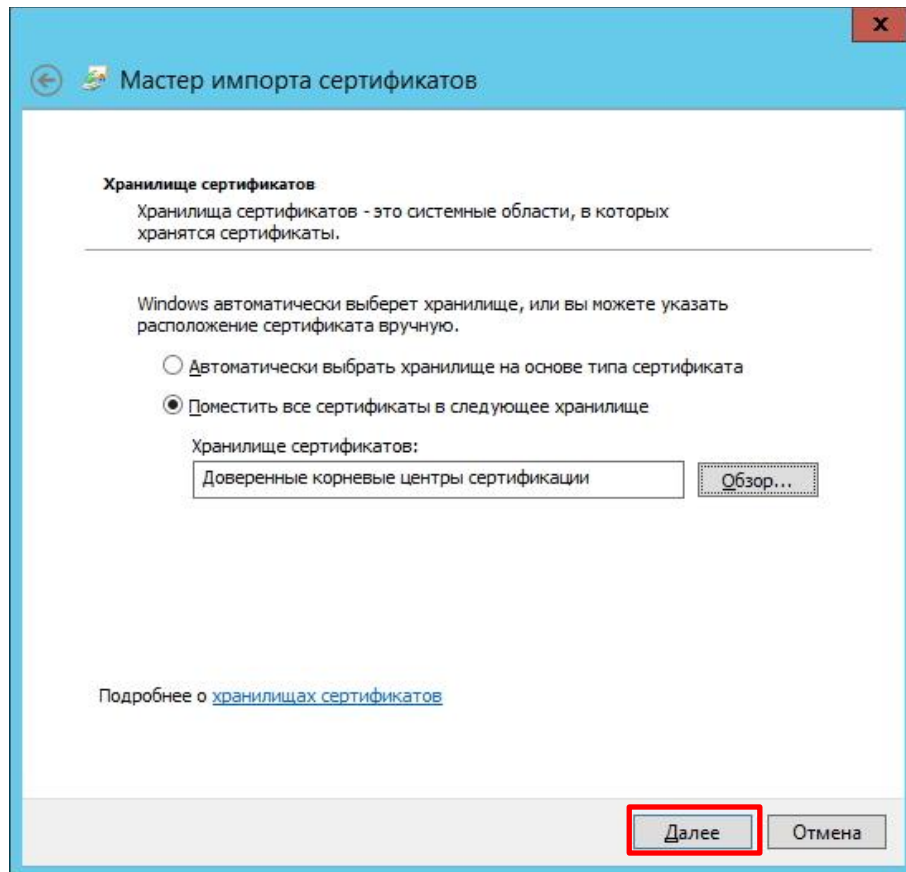 x
Мастер импорта сертификатов
Хранилище сертификатов
Хранилища сертификатов - это системные области, в которых
хранятся сертификаты.
Windows автоматически выберет хранилище, или вы можете указать
расположение сертификата вручную.
Автоматически выбрать хранилище на основе типа сертификата
Поместить все сертификаты в следующее хранилище
Хранилище сертификатов:
Доверенные корневые центры сертификации
Обзор...
Подробнее о хранилищах сертификатов
Далее
Отмена